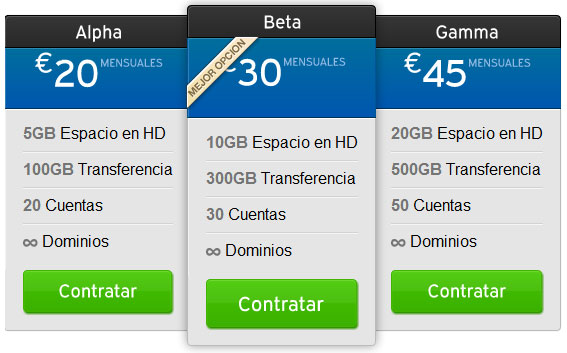 Alpha
€20 MENSUALES
5GB Espacio en HD
100GB Transferencia
20 Cuentas
∞ Dominios
Contratar
Beta
MEJOR OPCION
€30 MENSUALES
10GB Espacio en HD
300GB Transferencia
30 Cuentas
∞ Dominios
Contratar
Gamma
€45 MENSUALES
20GB Espacio en HD
500GB Transferencia
50 Cuentas
∞ Dominios
Contratar